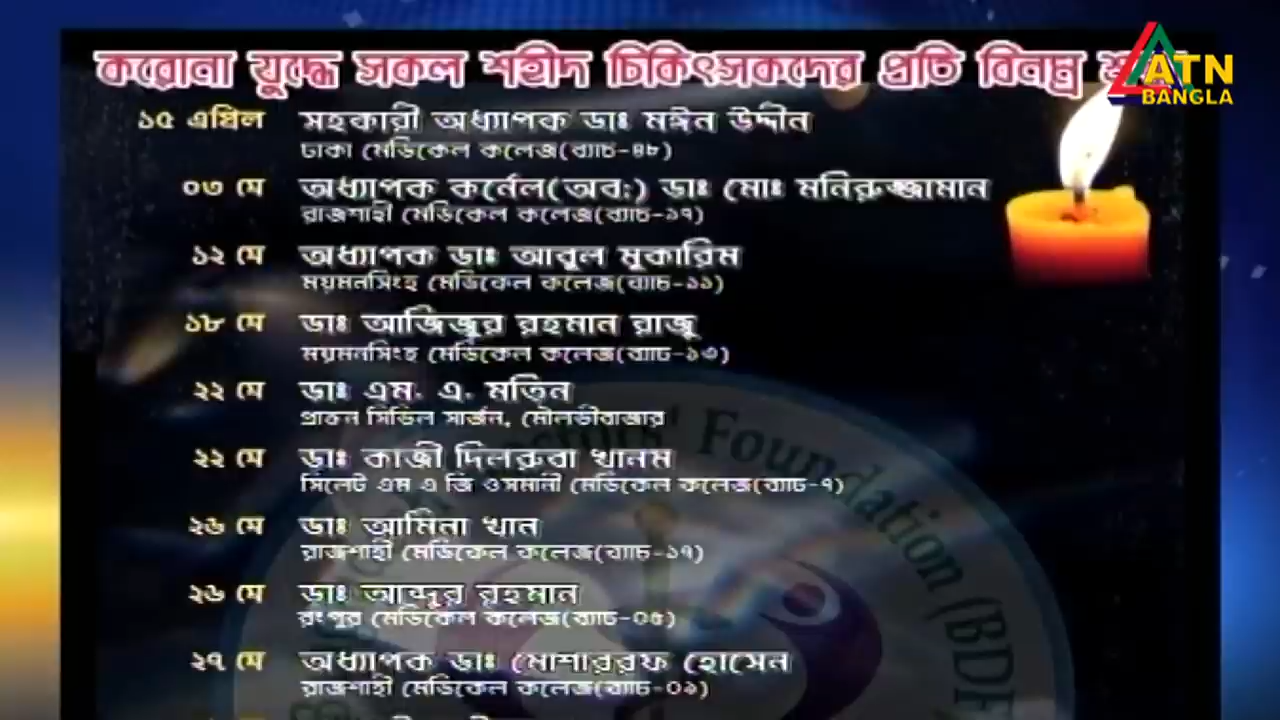 করোনা যুদ্ধে সকল শহীদ চিকিৎসকদের প্রতি বিনম্র
ATN
BANGLA
১৫ এপ্রিল সহকারী অধ্যাপক ডাঃ মঈন উদ্দীন
ঢাকা মেডিকেল কলেজ(ব্যাচ-৪৮)
০৩ মে অধ্যাপক কর্নেল(অব:) ডাঃ মোঃ মনিরুজ্জামান
রাজশাহী মেডিকেল কলেজ(ব্যাচ-১৭)
১২ মে অধ্যাপক ডাঃ আবুল মুকারিম
ময়মনসিংহ মেডিকেল কলেজ(ব্যাচ-১১)
১৮ মে ডাঃ আজিজুর রহমান রাজু
ময়মনসিংহ মেডিকেল কলেজ(ব্যাচ-১৩)
২২ মে ডাঃ এম. এ. মতিন
প্রাক্তন সিভিল সার্জন, মৌলভীবাজার
২২ মে ডাঃ কাজী দিলরুবা খানম
সিলেট এম এ জি ওসমানী মেডিকেল কলেজ(ব্যাচ-৭)
২৬ মে ডাঃ আমিনা খান
রাজশাহী মেডিকেল কলেজ(ব্যাচ-১৭)
২৬ মে ডাঃ আব্দুর রহমান
রংপুর মেডিকেল কলেজ(ব্যাচ-০৫)
২৭ মে অধ্যাপক ডাঃ মোশাররফ হোসেন
রাজশাহী মেডিকেল কলেজ(ব্যাচ-০৯)
Foundation (BDF